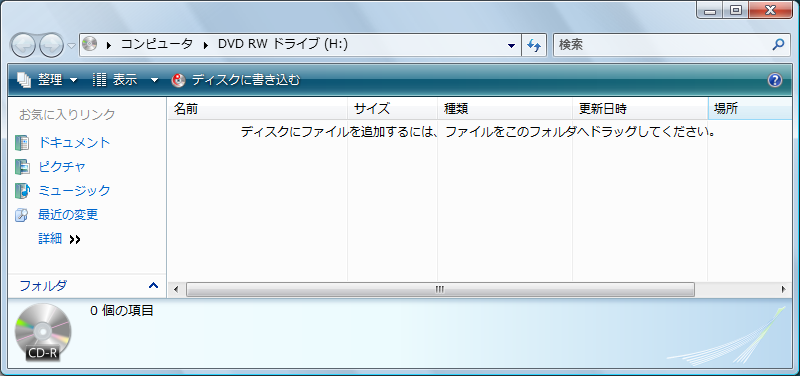 コンピュータ DVD RW ドライブ (H:) 検索
整理 表示 ディスクに書き込む
お気に入りリンク
ドキュメント
ピクチャ
ミュージック
最近の変更
詳細
フォルダ
名前 サイズ 種類 更新日時 場所
ディスクにファイルを追加するには、ファイルをこのフォルダへドラッグしてください。
0 個の項目
CD-R